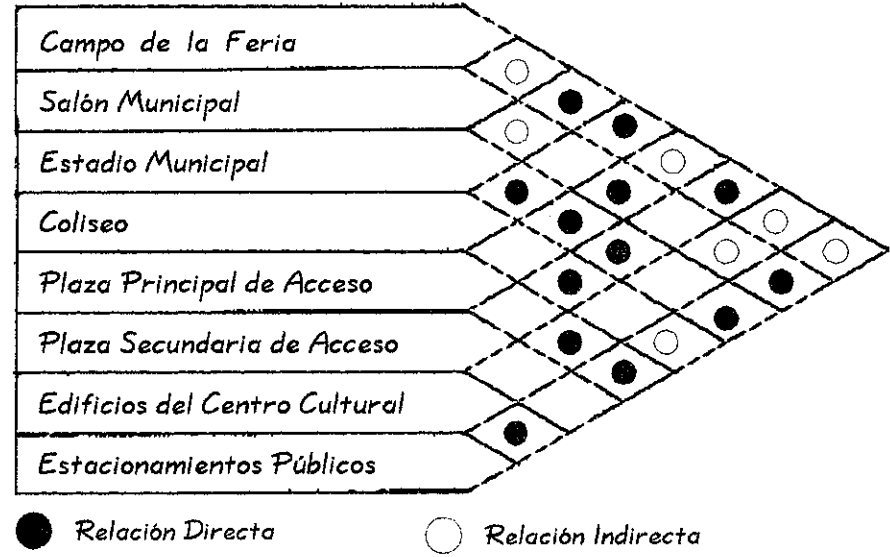 Campo de la Feria
Salón Municipal
Estadio Municipal
Coliseo
Plaza Principal de Acceso
Plaza Secundaria de Acceso
Edificios del Centro Cultural
Estacionamientos Públicos
Relación Directa
Relación Indirecta